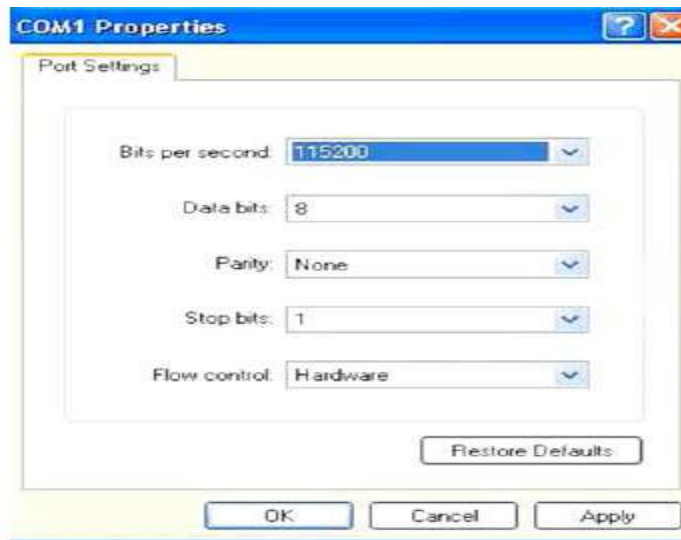 COM1 Properties
Port Settings
Bits per second: 115200
Data bits: 8
Parity: None
Stop bits: 1
Flow control: Hardware
Restore Defaults
OK Cancel Apply